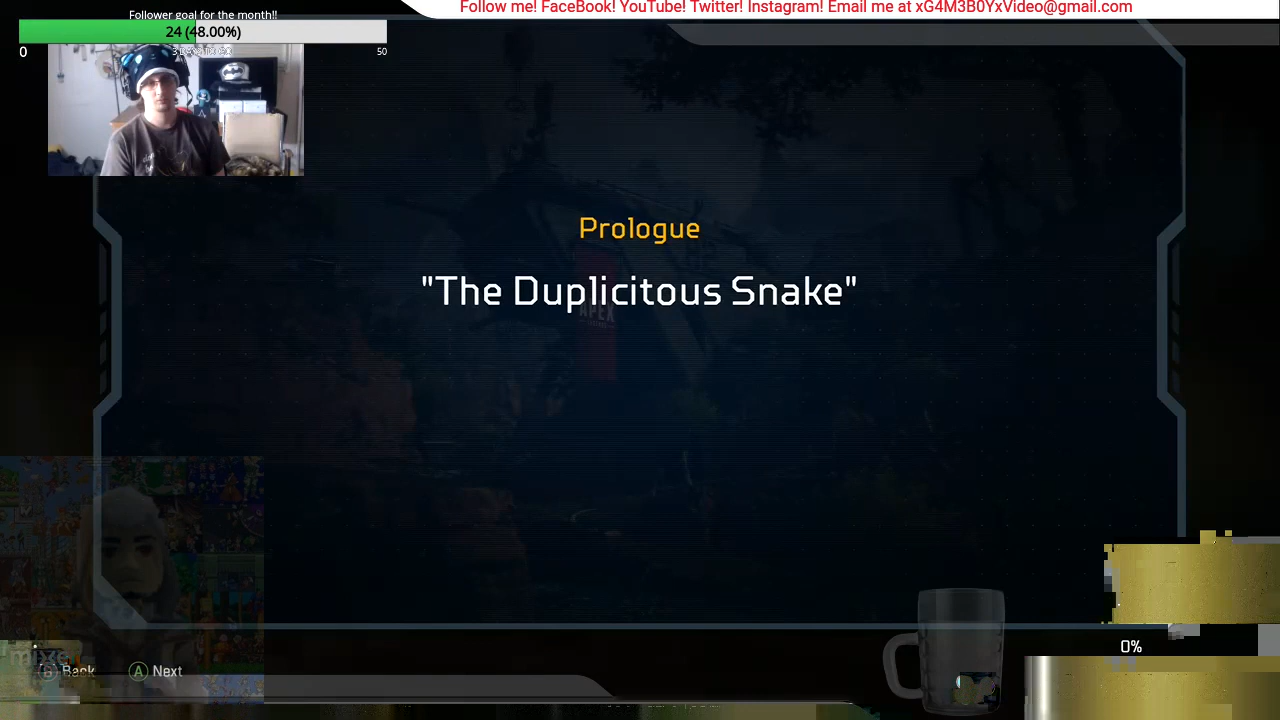 Follow me! FaceBook! YouTube! Twitter! Instagram! Email me at xG4M3B0YxVideo@gmail.com
Follower goal for the month!!
24 (48.00%)
0
50
Prologue
"The Duplicitous Snake"
APEX
0%
B Back
A Next